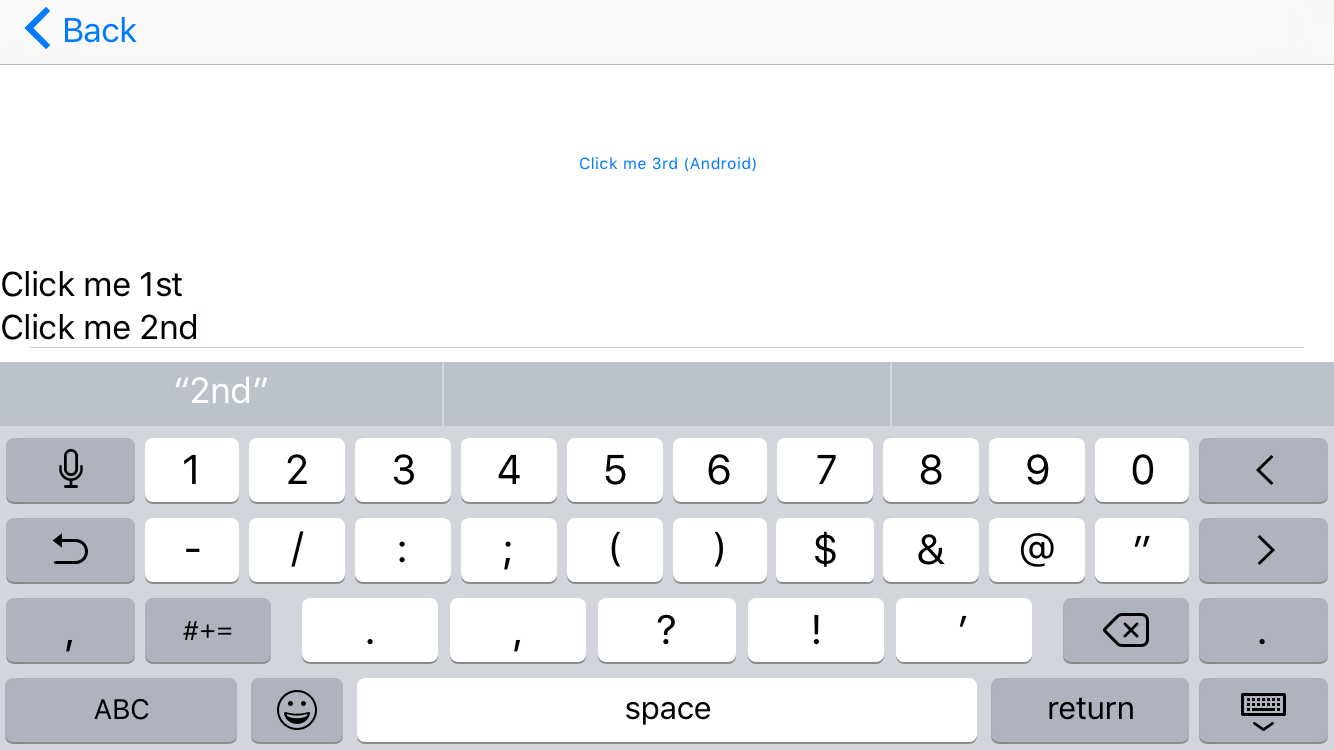 Back
Click me 3rd (Android)
Click me 1st
Click me 2nd
“2nd”
1 2 3 4 5 6 7 8 9 0 <
- / : ; ( ) $ & @ " >
, #+= . , ? ! ' .
ABC space return